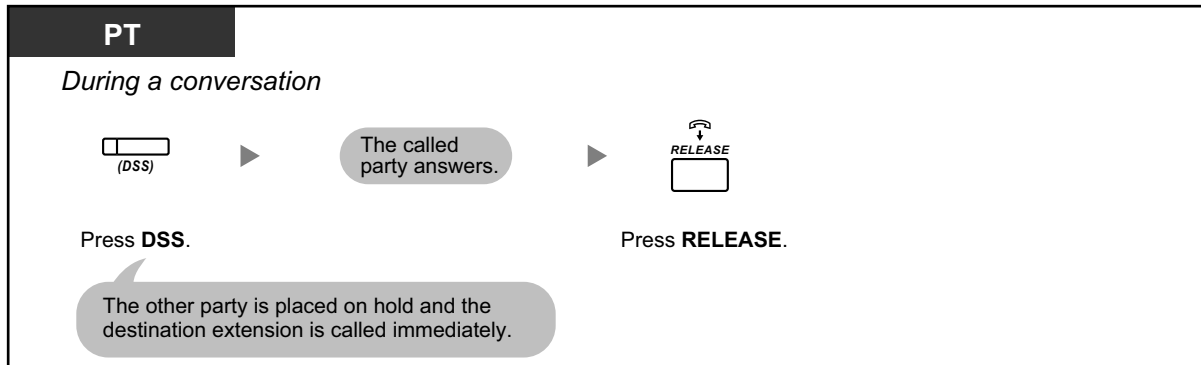 PT
During a conversation
(DSS)
The called
party answers.
RELEASE
Press DSS.
Press RELEASE.
The other party is placed on hold and the
destination extension is called immediately.